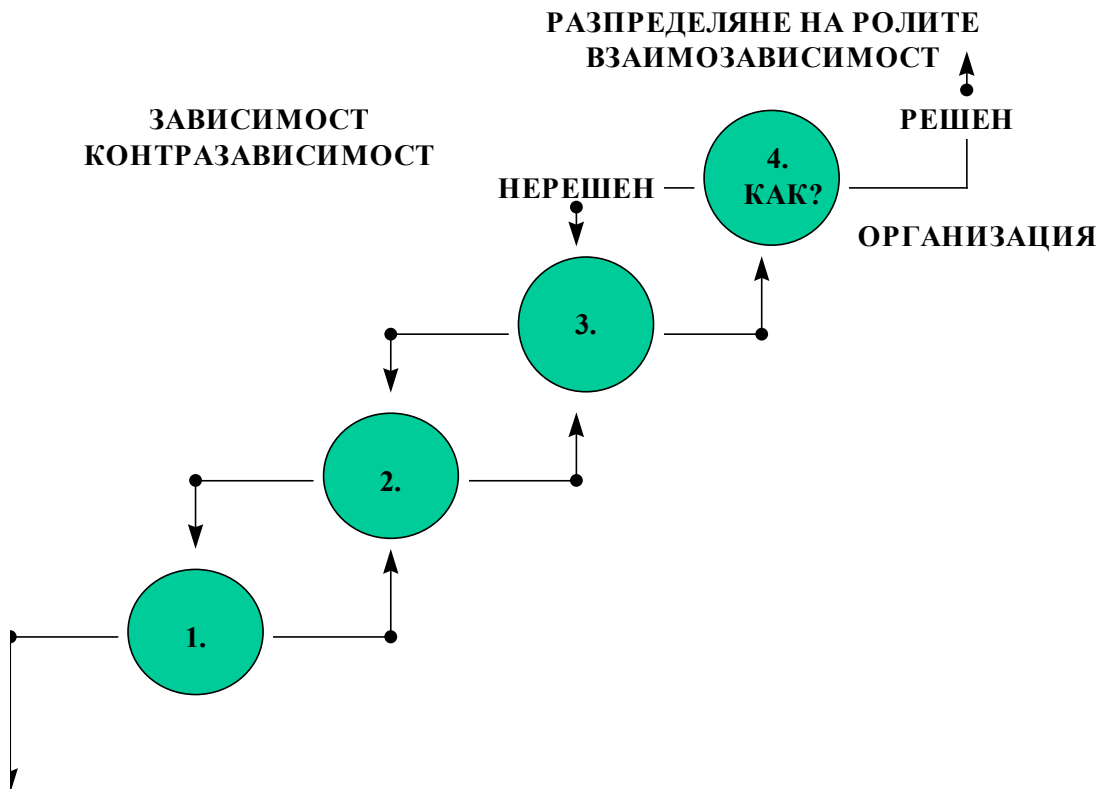 РАЗПРЕДЕЛЯНЕ НА РОЛИТЕ
ВЗАИМОЗАВИСИМОСТ
ЗАВИСИМОСТ
КОНТРАЗАВИСИМОСТ
РЕШЕН
4.
КАК?
НЕРЕШЕН
ОРГАНИЗАЦИЯ
3.
2.
1.